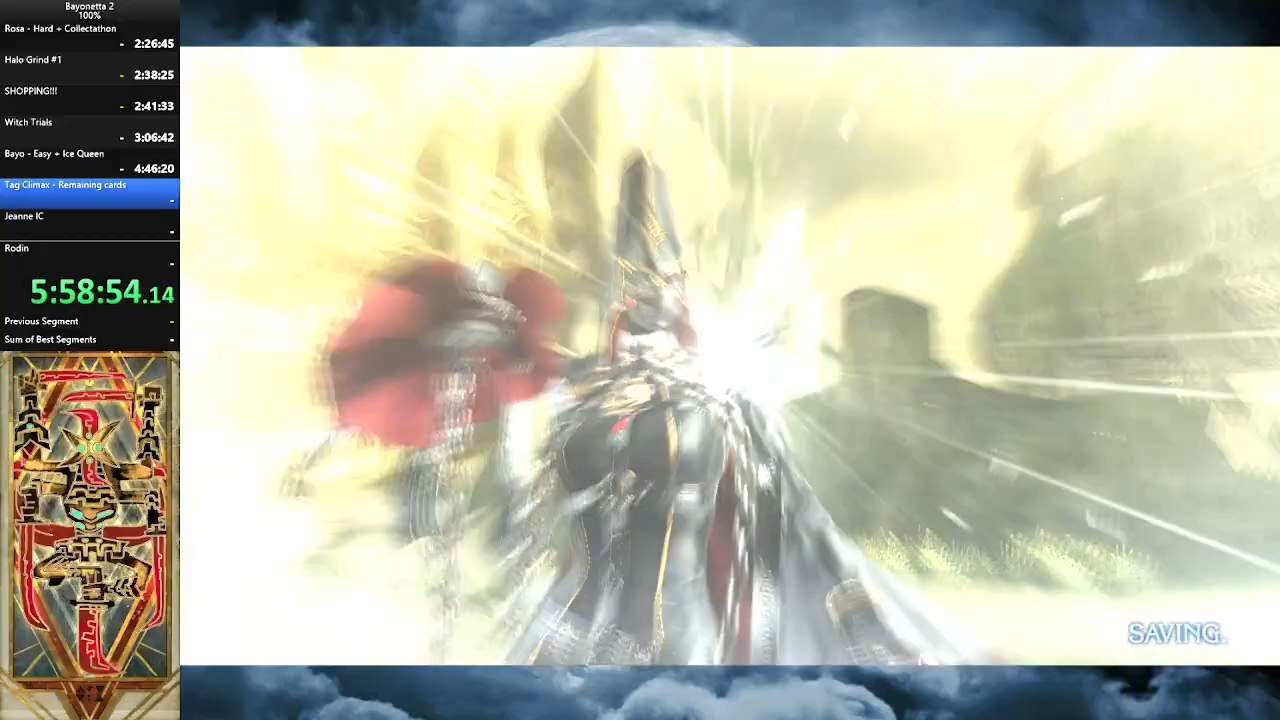 Bayonetta 2
100%
Rosa - Hard + Collectathon
- 2:26:45
Halo Grind #1
- 2:38:25
SHOPPING!!!
- 2:41:33
Witch Trials
- 3:06:42
Bayo - Easy + Ice Queen
- 4:46:20
Tag Climax - Remaining cards
-
Jeanne IC
-
Rodin
-
5:58:54.14
Previous Segment -
Sum of Best Segments -
SAVING.